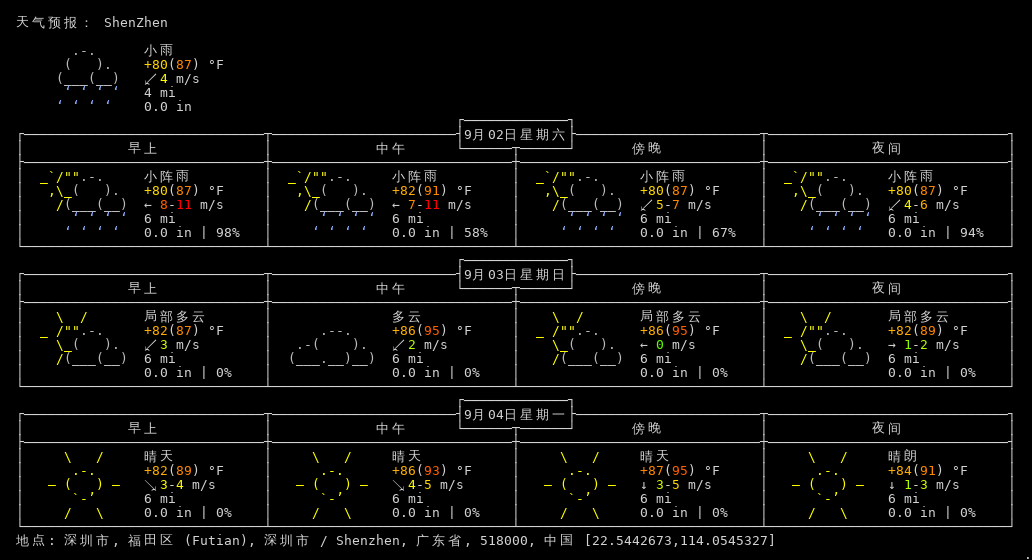 天气预报： ShenZhen
小雨
+80(87) °F
↙ 4 m/s
4 mi
0.0 in
9月02日星期六
早上 中午 傍晚 夜间
小阵雨 小阵雨 小阵雨 小阵雨
+80(87) °F +82(91) °F +80(87) °F +80(87) °F
← 8-11 m/s ← 7-11 m/s ↙ 5-7 m/s ↙ 4-6 m/s
6 mi 6 mi 6 mi 6 mi
0.0 in | 98% 0.0 in | 58% 0.0 in | 67% 0.0 in | 94%
9月03日星期日
早上 中午 傍晚 夜间
局部多云 多云 局部多云 局部多云
+82(87) °F +86(95) °F +86(95) °F +82(89) °F
↙ 3 m/s ↙ 2 m/s ← 0 m/s → 1-2 m/s
6 mi 6 mi 6 mi 6 mi
0.0 in | 0% 0.0 in | 0% 0.0 in | 0% 0.0 in | 0%
9月04日星期一
早上 中午 傍晚 夜间
晴天 晴天 晴天 晴朗
+82(89) °F +86(93) °F +87(95) °F +84(91) °F
↘ 3-4 m/s ↘ 4-5 m/s ↓ 3-5 m/s ↓ 1-3 m/s
6 mi 6 mi 6 mi 6 mi
0.0 in | 0% 0.0 in | 0% 0.0 in | 0% 0.0 in | 0%
地点: 深圳市, 福田区 (Futian), 深圳市 / Shenzhen, 广东省, 518000, 中国 [22.5442673,114.0545327]